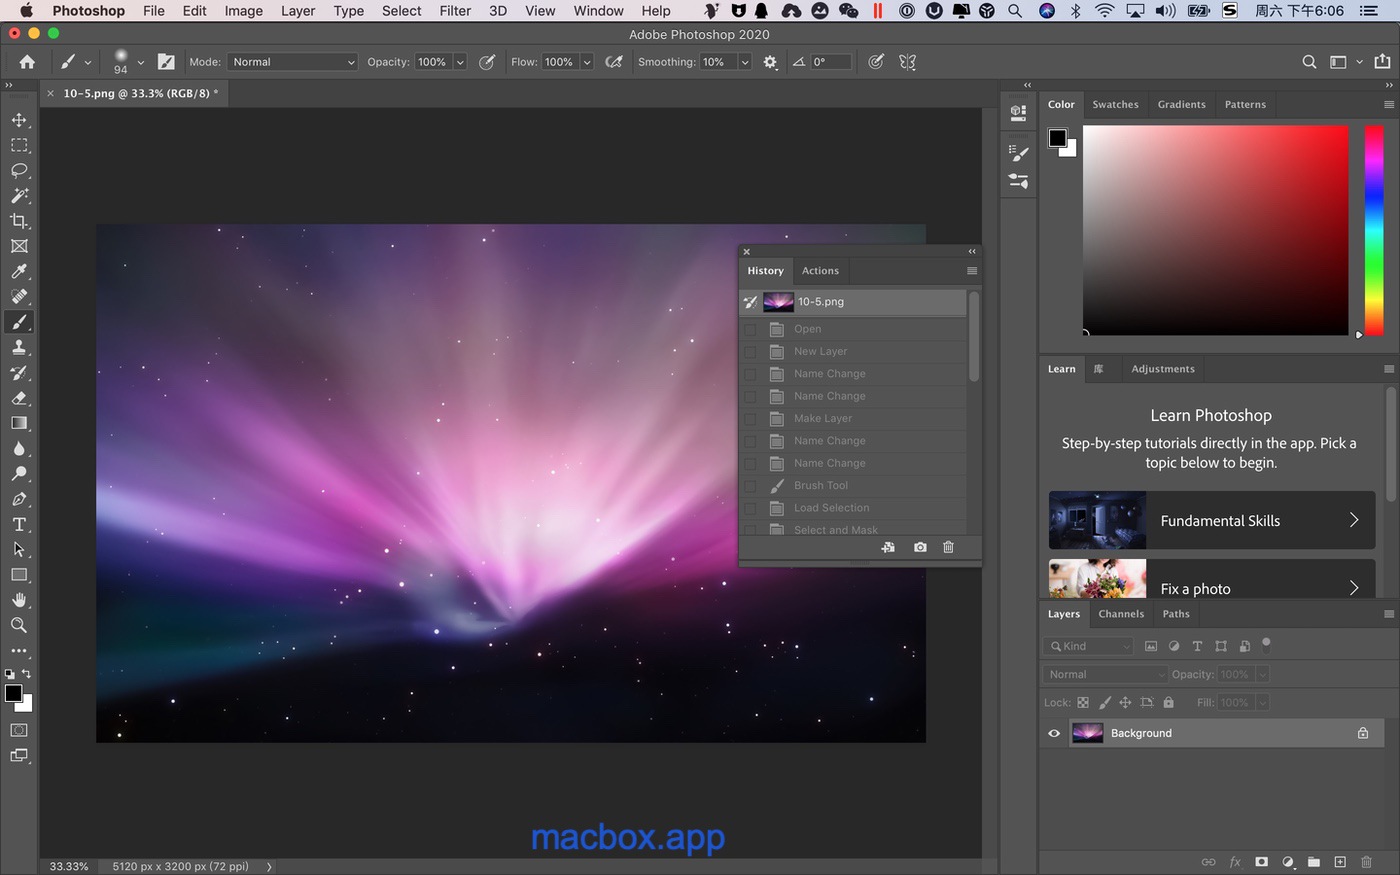 Photoshop File Edit Image Layer Type Select Filter 3D View Window Help 周六 下午6:06
Adobe Photoshop 2020
94 Mode: Normal Opacity: 100% Flow: 100% Smoothing: 10% 0°
10-5.png @ 33.3% (RGB/8) *
Color Swatches Gradients Patterns
History Actions
10-5.png
Open
New Layer
Name Change
Name Change
Make Layer
Name Change
Name Change
Brush Tool
Load Selection
Select and Mask
Learn 库 Adjustments
Learn Photoshop
Step-by-step tutorials directly in the app. Pick a
topic below to begin.
Fundamental Skills
Fix a photo
Layers Channels Paths
Kind
Normal Opacity: 100%
Lock: Fill: 100%
Background
macbox.app
33.33% 5120 px x 3200 px (72 ppi)